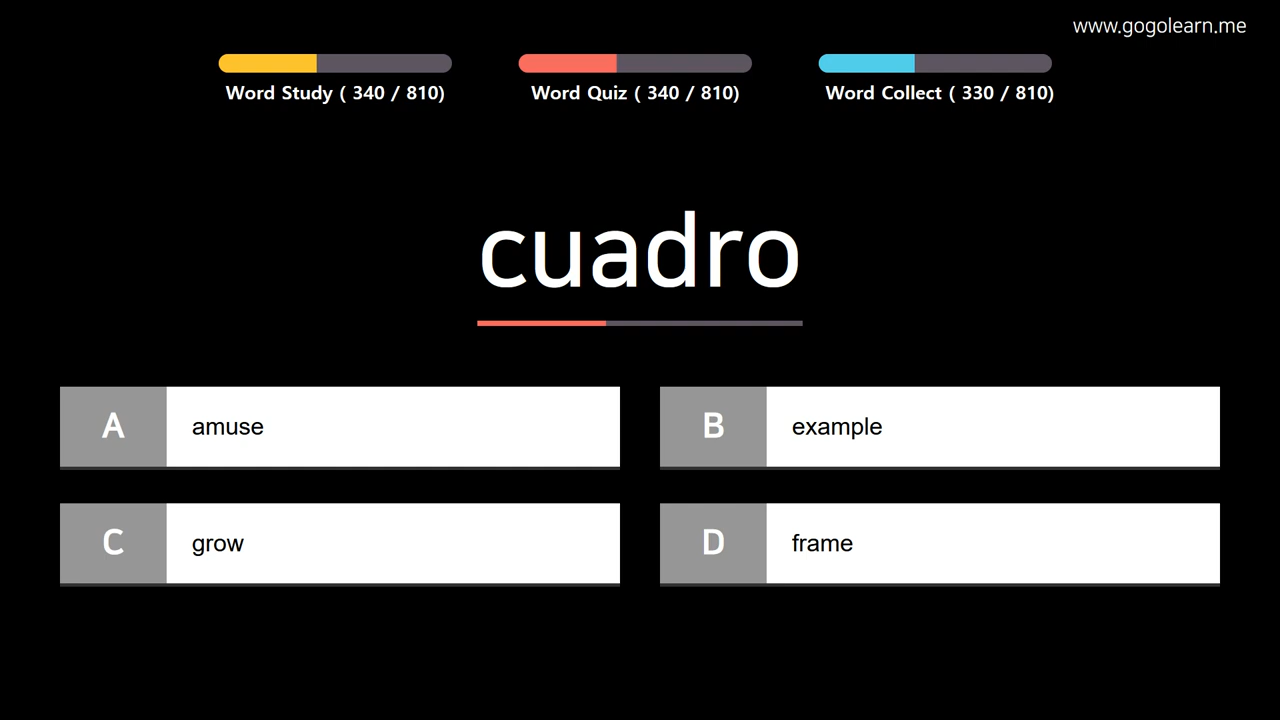 www.gogolearn.me
Word Study ( 340 / 810)
Word Quiz ( 340 / 810)
Word Collect ( 330 / 810)
cuadro
A amuse
B example
C grow
D frame